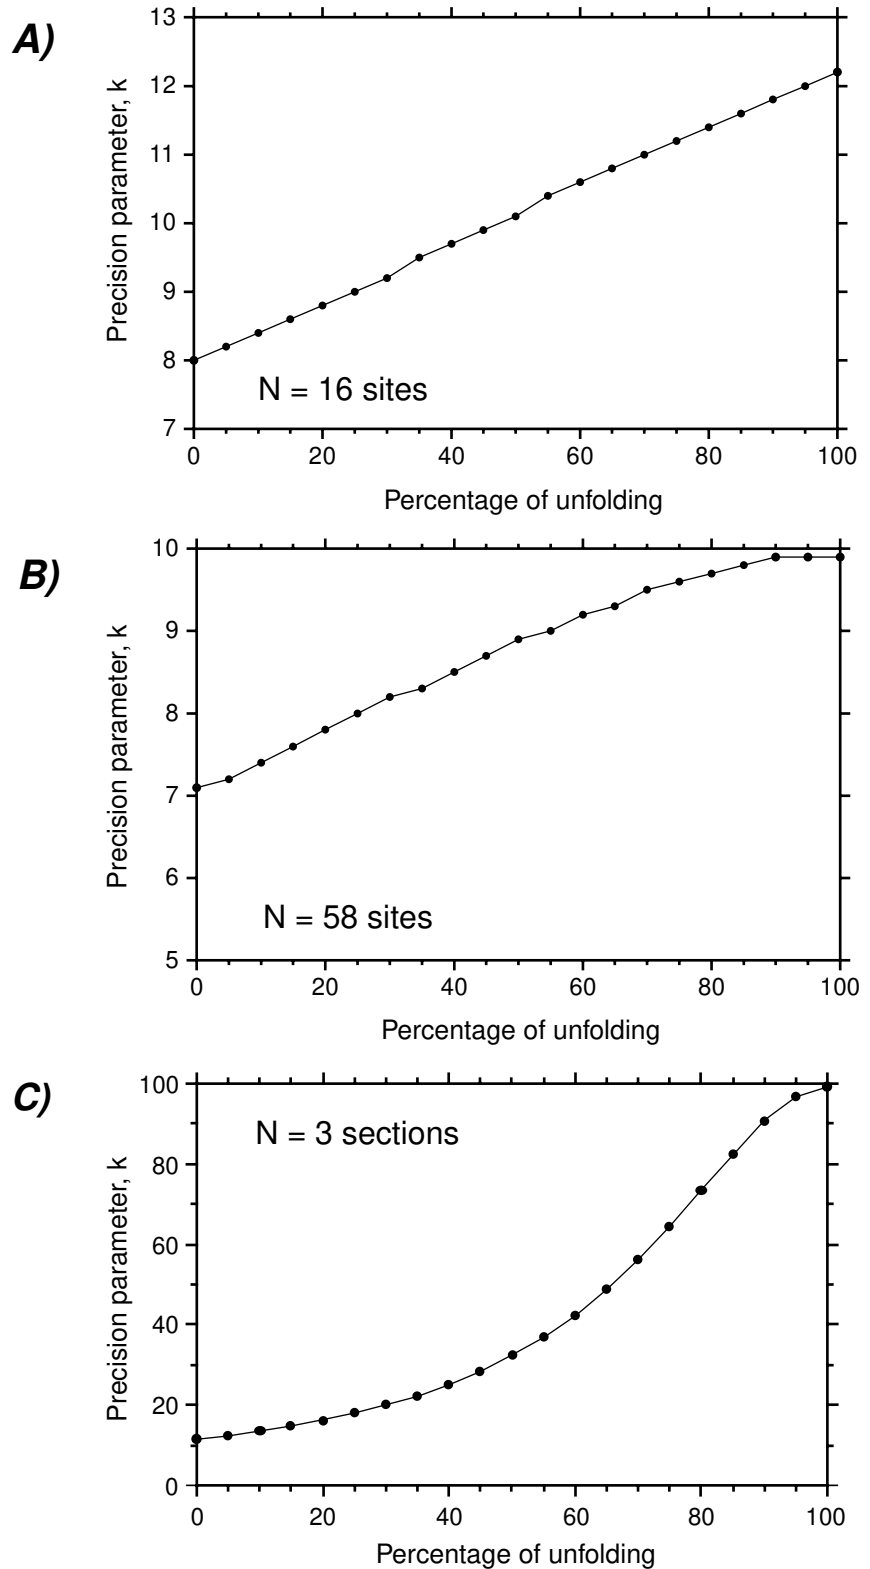 A)
Precision parameter, k
13
12
11
10
9
8
7
N = 16 sites
0 20 40 60 80 100
Percentage of unfolding
B)
Precision parameter, k
10
9
8
7
6
5
N = 58 sites
0 20 40 60 80 100
Percentage of unfolding
C)
Precision parameter, k
100
80
60
40
20
0
N = 3 sections
0 20 40 60 80 100
Percentage of unfolding